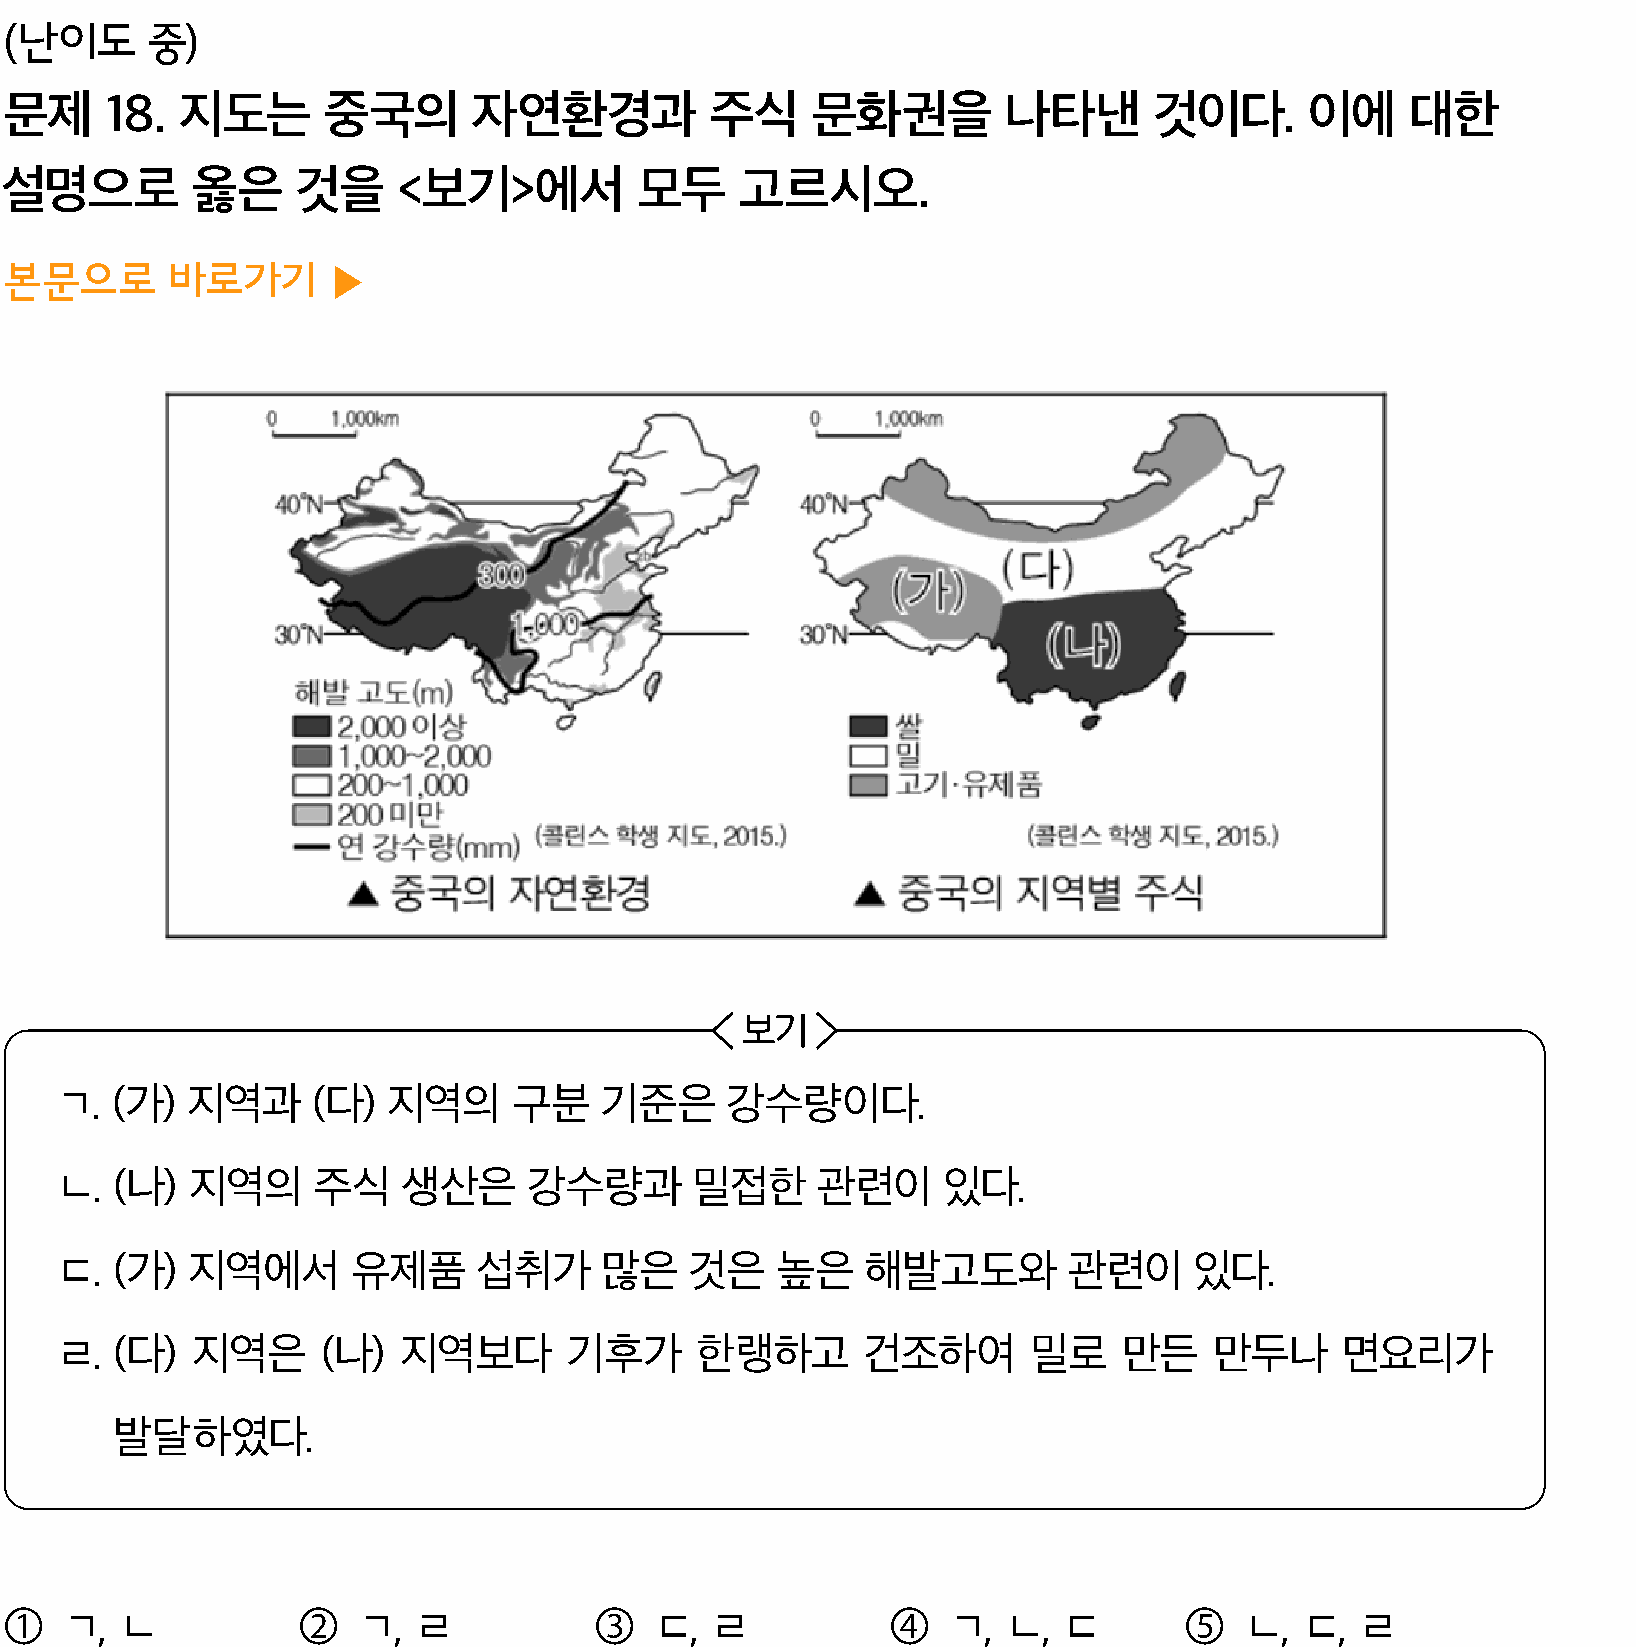 (난이도 중)
문제 18. 지도는 중국의 자연환경과 주식 문화권을 나타낸 것이다. 이에 대한
설명으로 옳은 것을 <보기>에서 모두 고르시오.
본문으로 바로가기 ▶
0 1,000km
40°N
300
1,000
30°N
해발 고도(m)
2,000 이상
1,000~2,000
200~1,000
200 미만
연 강수량(mm)
(콜린스 학생 지도, 2015.)
▲ 중국의 자연환경
0 1,000km
40°N
(다)
(가)
30°N
(나)
쌀
밀
고기·유제품
(콜린스 학생 지도, 2015.)
▲ 중국의 지역별 주식
<보기>
ㄱ. (가) 지역과 (다) 지역의 구분 기준은 강수량이다.
ㄴ. (나) 지역의 주식 생산은 강수량과 밀접한 관련이 있다.
ㄷ. (가) 지역에서 유제품 섭취가 많은 것은 높은 해발고도와 관련이 있다.
ㄹ. (다) 지역은 (나) 지역보다 기후가 한랭하고 건조하여 밀로 만든 만두나 면요리가
발달하였다.
① ㄱ, ㄴ ② ㄱ, ㄹ ③ ㄷ, ㄹ ④ ㄱ, ㄴ, ㄷ ⑤ ㄴ, ㄷ, ㄹ